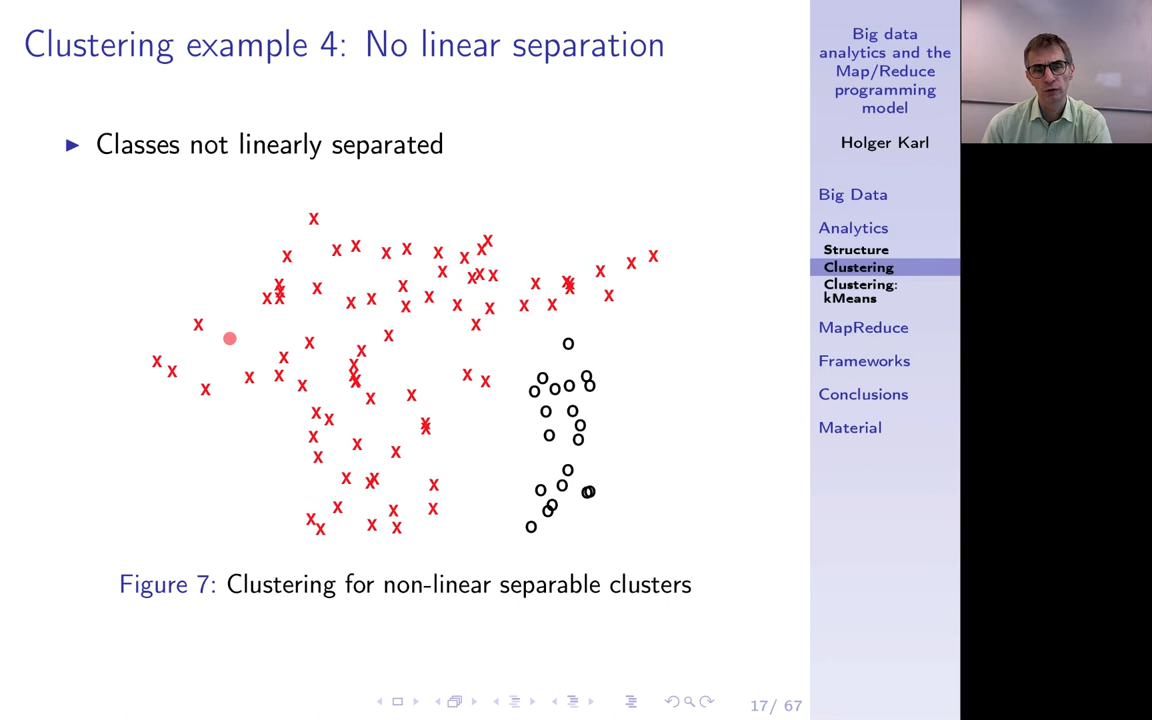 Clustering example 4: No linear separation
Classes not linearly separated
Figure 7: Clustering for non-linear separable clusters
17/ 67
Big data
analytics and the
Map/Reduce
programming
model
Holger Karl
Big Data
Analytics
Structure
Clustering
Clustering:
kMeans
MapReduce
Frameworks
Conclusions
Material